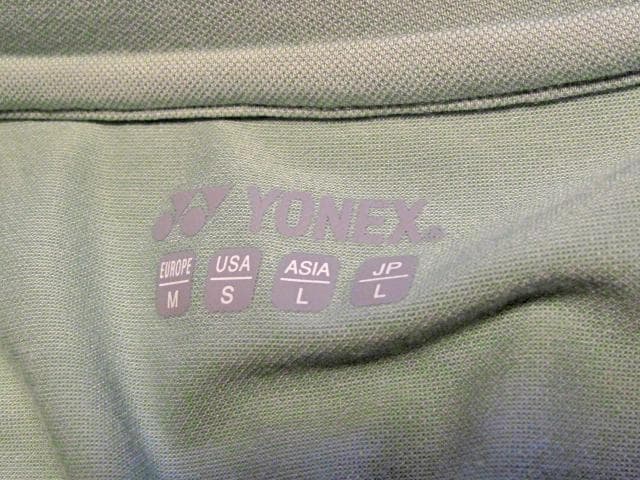 YONEX®
EUROPE USA ASIA JP
M S L L